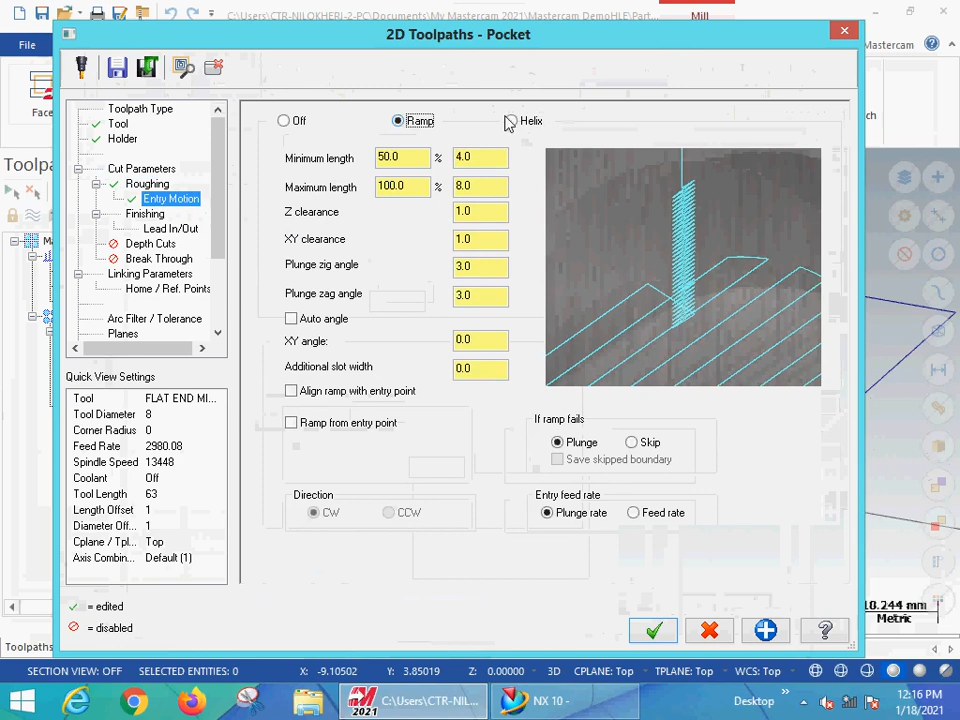 C:\Users\CTR-NILOKHERI-2-PC\Documents\My Mastercam 2021\Mastercam DemoHLE\Part...
Mill
File
Mastercam
Face
ch
Toolpa
2D Toolpaths - Pocket
Toolpath Type
Tool
Holder
Cut Parameters
Roughing
Entry Motion
Finishing
Lead In/Out
Depth Cuts
Break Through
Linking Parameters
Home / Ref. Points
Arc Filter / Tolerance
Planes
Quick View Settings
Tool FLAT END MI...
Tool Diameter 8
Corner Radius 0
Feed Rate 2980.08
Spindle Speed 13448
Coolant Off
Tool Length 63
Length Offset 1
Diameter Off... 1
Cplane / Tpl... Top
Axis Combin... Default (1)
= edited
= disabled
Off Ramp Helix
Minimum length 50.0 % 4.0
Maximum length 100.0 % 8.0
Z clearance 1.0
XY clearance 1.0
Plunge zig angle 3.0
Plunge zag angle 3.0
Auto angle
XY angle: 0.0
Additional slot width 0.0
Align ramp with entry point
Ramp from entry point
If ramp fails
Plunge Skip
Save skipped boundary
Direction
CW CCW
Entry feed rate
Plunge rate Feed rate
Ma
18.244 mm
Metric
Toolpaths
SECTION VIEW: OFF SELECTED ENTITIES: 0 X: -9.10502 Y: 3.85019 Z: 0.00000 3D CPLANE: Top TPLANE: Top WCS: Top
2021 C:\Users\CTR-NIL... NX 10 - Desktop
12:16 PM
1/18/2021